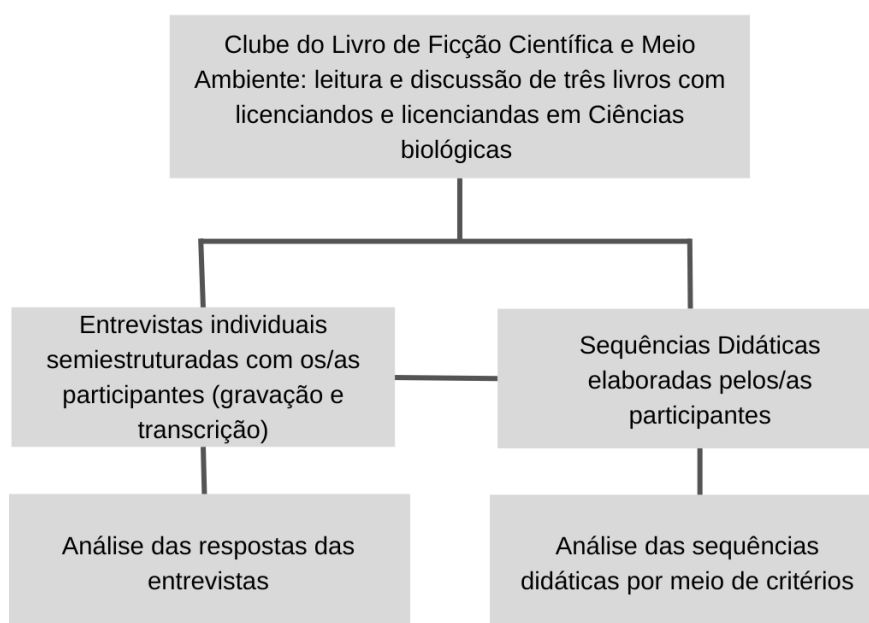 Clube do Livro de Ficção Científica e Meio
Ambiente: leitura e discussão de três livros com
licenciandos e licenciandas em Ciências
biológicas
Entrevistas individuais
semiestruturadas com os/as
participantes (gravação e
transcrição)
Sequências Didáticas
elaboradas pelos/as
participantes
Análise das respostas das
entrevistas
Análise das sequências
didáticas por meio de critérios